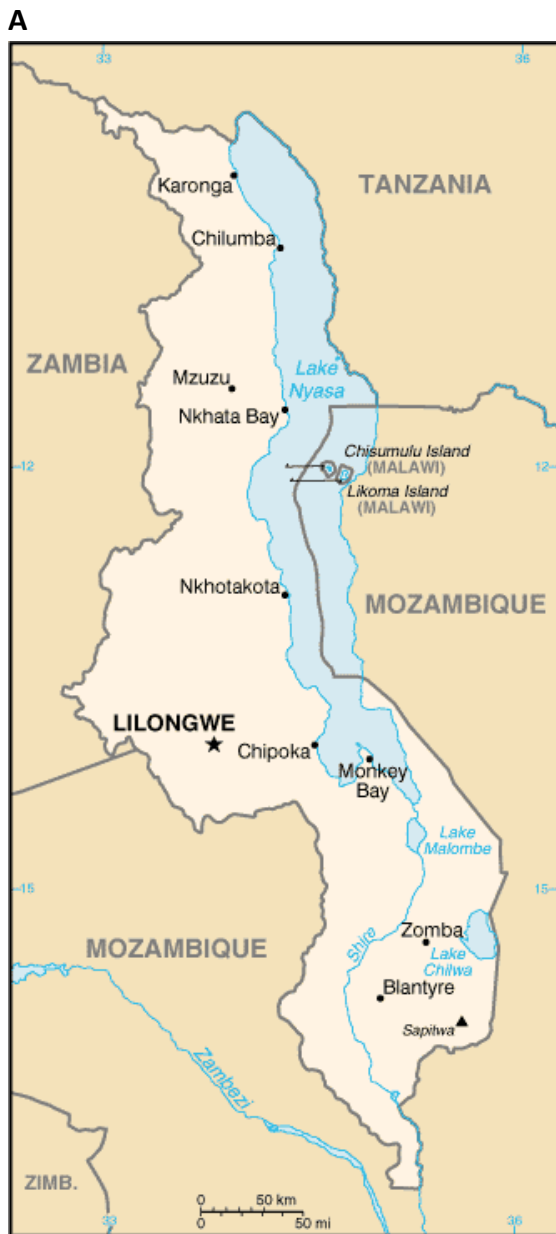 A
33
36
Karonga
TANZANIA
Chilumba
ZAMBIA
Lake
Nyasa
Mzuzu
Nkhata Bay
Chisumulu Island
(MALAWI)
12
12
Likoma Island
(MALAWI)
Nkhotakota
MOZAMBIQUE
LILONGWE
Chipoka
Monkey
Bay
Lake
Malombe
15
15
MOZAMBIQUE
Shire
Zomba
Lake
Chilwa
Blantyre
Sapitwa
Zambezi
ZIMB.
0 50 km
0 50 mi
33
36